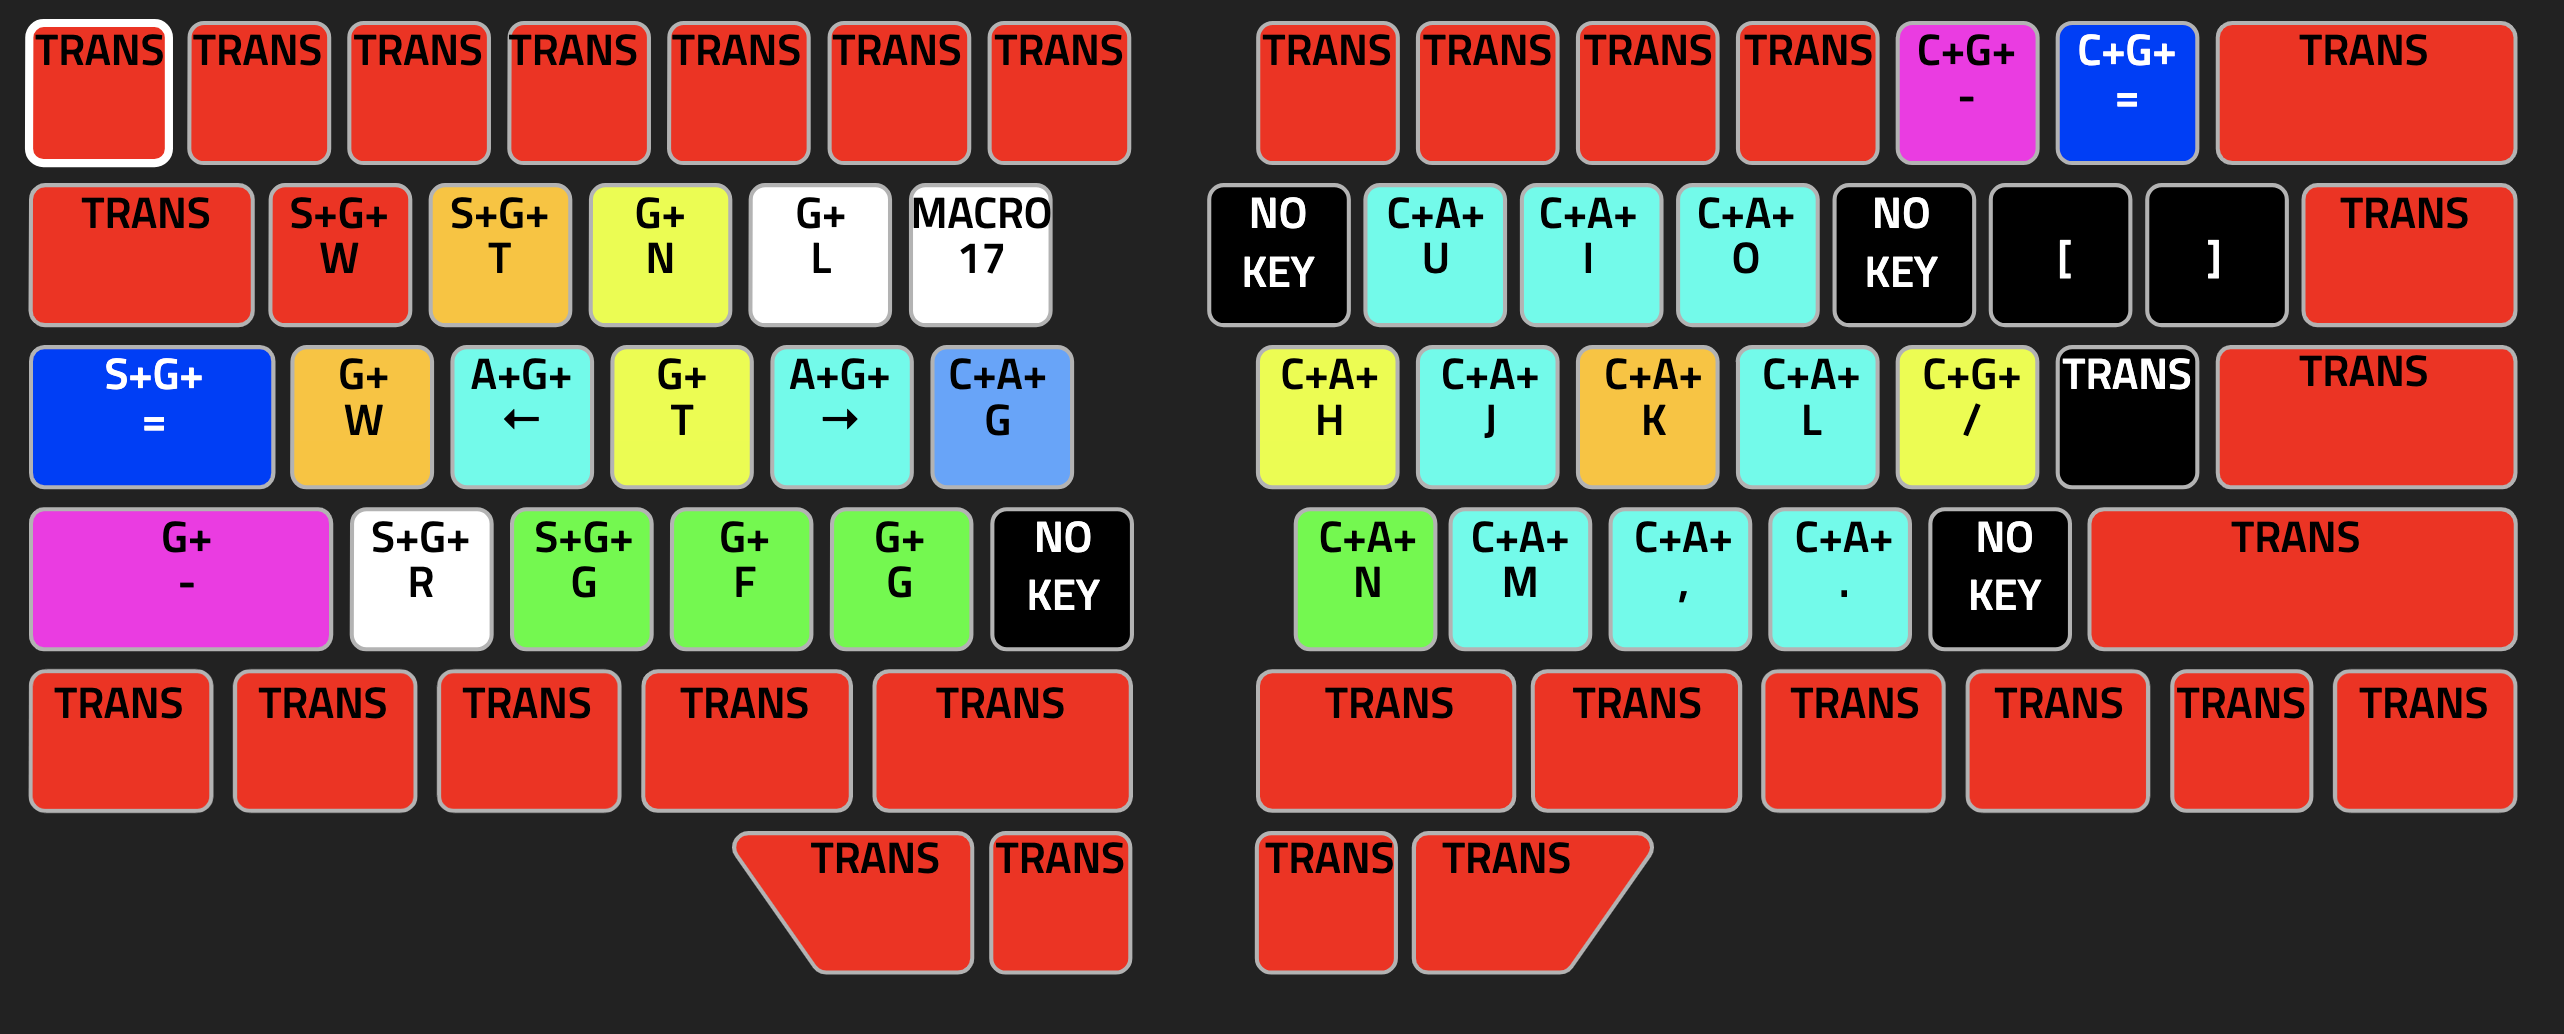 TRANS TRANS TRANS TRANS TRANS TRANS TRANS TRANS TRANS TRANS TRANS C+G+ C+G+ TRANS
- =
TRANS S+G+ S+G+ G+ G+ MACRO NO C+A+ C+A+ C+A+ NO TRANS
W T N L 17 KEY U I O KEY [ ]
S+G+ G+ A+G+ G+ A+G+ C+A+ C+A+ C+A+ C+A+ C+A+ C+G+ TRANS TRANS
= W ← T → G H J K L /
G+ S+G+ S+G+ G+ G+ NO C+A+ C+A+ C+A+ C+A+ NO TRANS
- R G F G KEY N M , . KEY
TRANS TRANS TRANS TRANS TRANS TRANS TRANS TRANS TRANS TRANS TRANS
TRANS TRANS TRANS TRANS